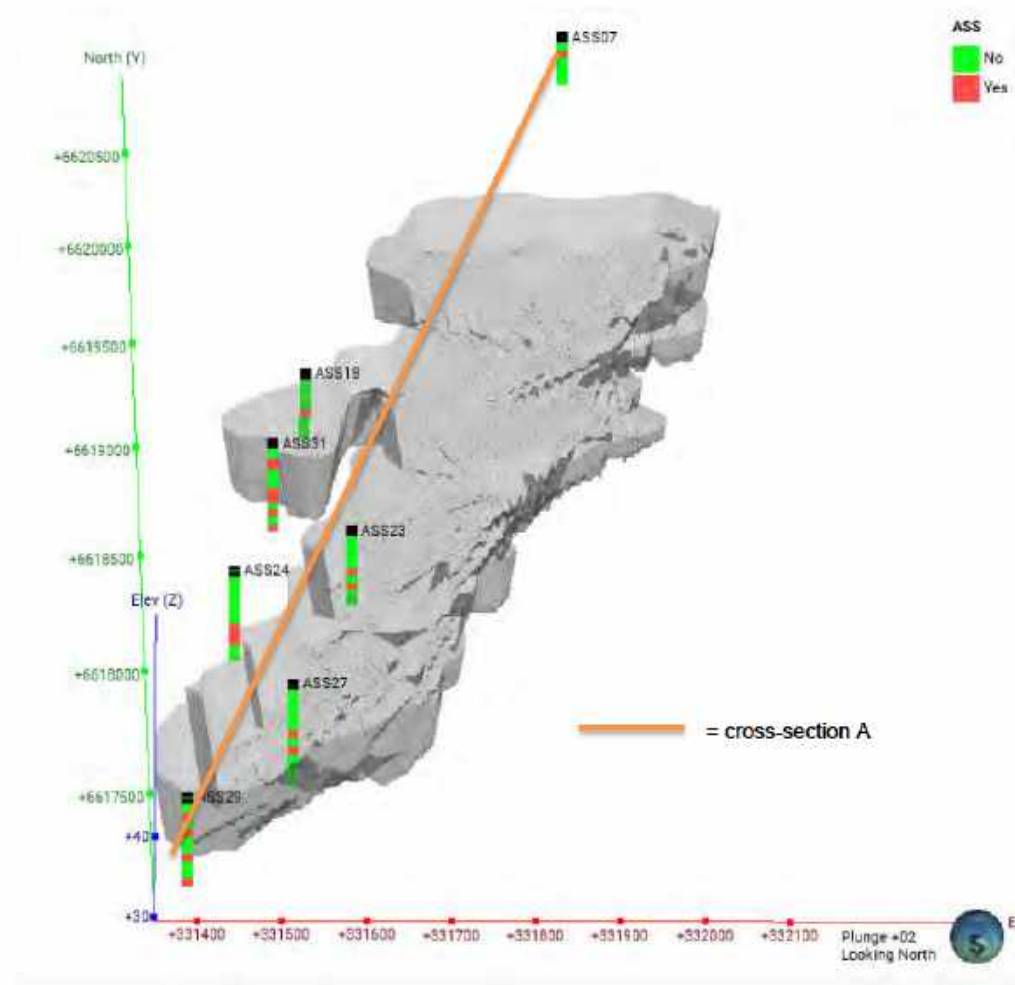 ASS07
ASS
No
Yes
North (Y)
+6620500
+6620000
+6619500
ASS19
ASS31
+6619000
ASS23
+6618500
ASS24
Elev (Z)
+6618000
ASS27
= cross-section A
+6617500
ASS29
+40
+30
+331400
+331500
+331600
+331700
+331800
+331900
+332000
+332100
E
Plunge +02
Looking North
S